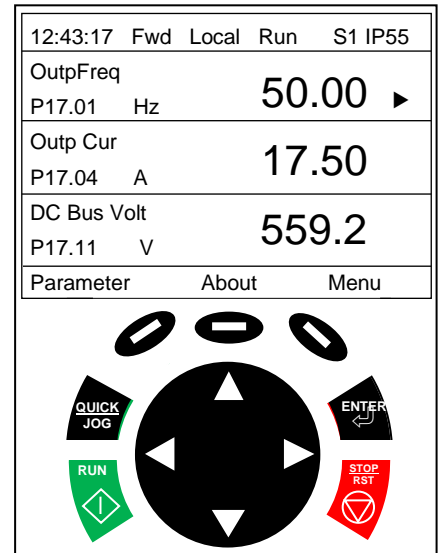 12:43:17 Fwd Local Run S1 IP55
OutpFreq
P17.01 Hz 50.00
Outp Cur
P17.04 A 17.50
DC Bus Volt
P17.11 V 559.2
Parameter About Menu
QUICK
JOG
ENTER
RUN
STOP
RST